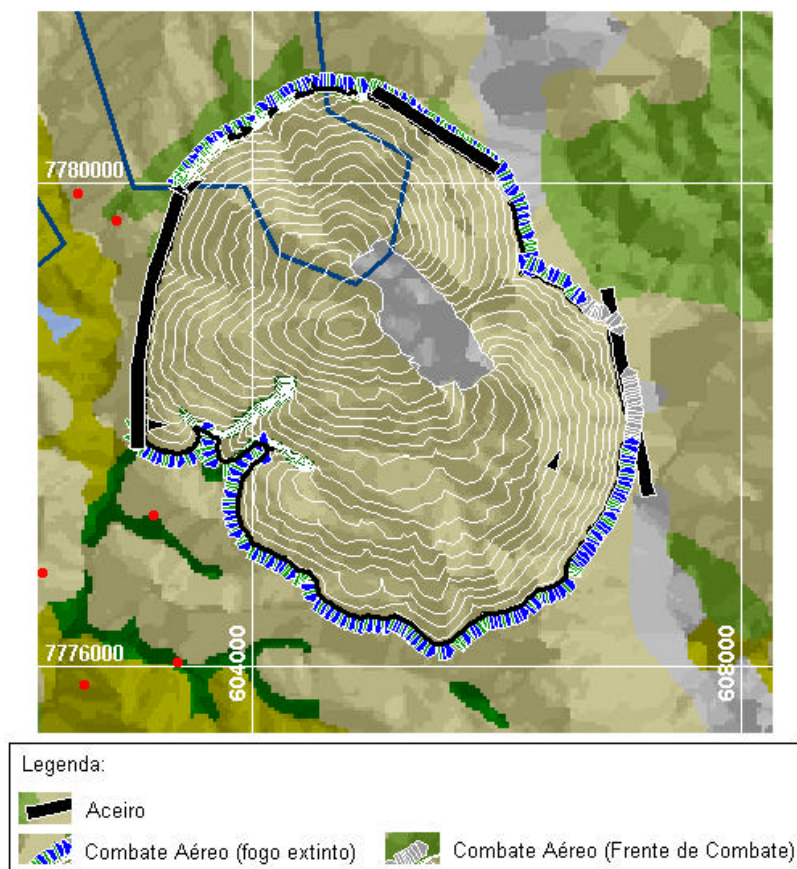 7780000
7776000
604000
608000
Legenda:
Aceiro
Combate Aéreo (fogo extinto)
Combate Aéreo (Frente de Combate)